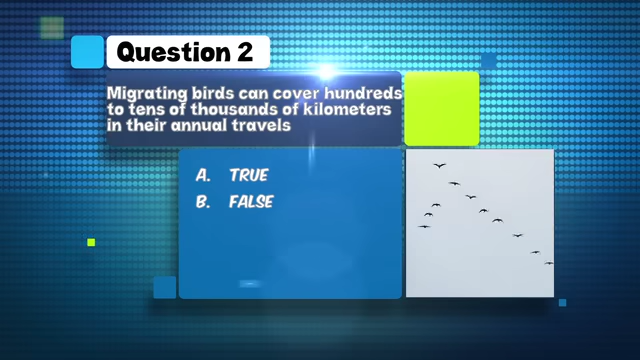 Question 2
Migrating birds can cover hundreds
to tens of thousands of kilometers
in their annual travels
A. TRUE
B. FALSE